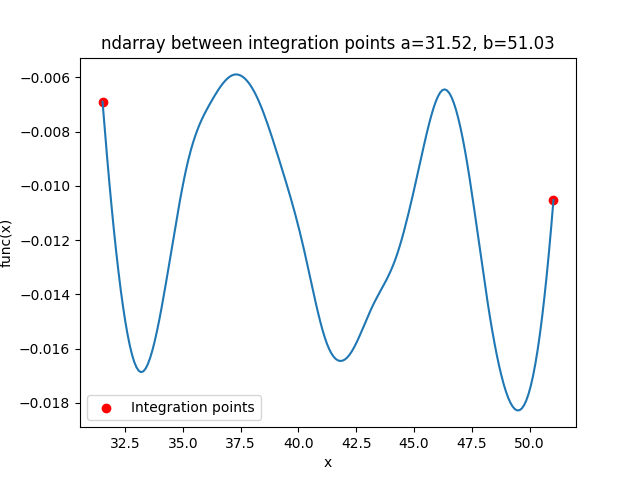 ndarray between integration points a=31.52, b=51.03
−0.006
−0.008
−0.010
−0.012
−0.014
−0.016
−0.018
func(x)
Integration points
32.5 35.0 37.5 40.0 42.5 45.0 47.5 50.0
x